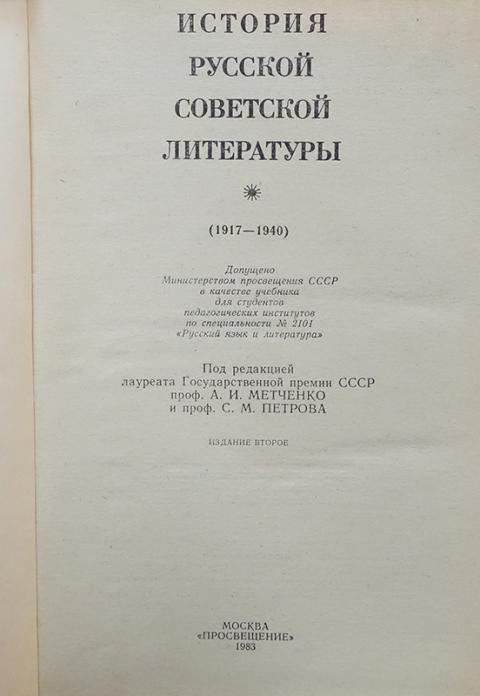 ИСТОРИЯ
РУССКОЙ
СОВЕТСКОЙ
ЛИТЕРАТУРЫ
(1917—1940)
Допущено
Министерством просвещения СССР
в качестве учебника
для студентов
педагогических институтов
по специальности № 2101
«Русский язык и литература»
Под редакцией
лауреата Государственной премии СССР
проф. А. И. МЕТЧЕНКО
и проф. С. М. ПЕТРОВА
ИЗДАНИЕ ВТОРОЕ
МОСКВА
«ПРОСВЕЩЕНИЕ»
1983